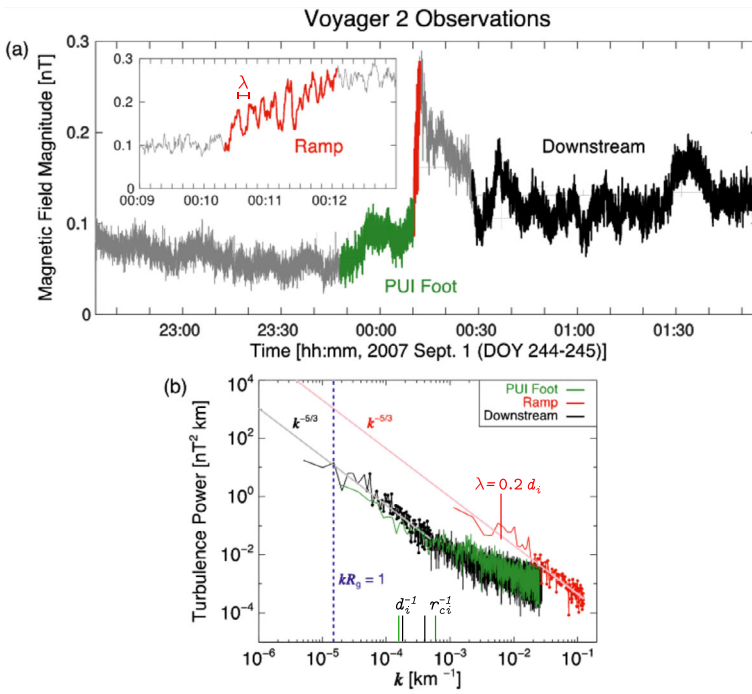 Voyager 2 Observations
(a)
Magnetic Field Magnitude [nT]
0.3
0.2
0.1
0
0.3
0.2
0.1
0
λ
Ramp
00:09
00:10
00:11
00:12
Downstream
PUI Foot
23:00
23:30
00:00
00:30
01:00
01:30
Time [hh:mm, 2007 Sept. 1 (DOY 244-245)]
(b)
Turbulence Power [nT² km]
10⁴
10²
10⁰
10⁻²
10⁻⁴
k⁻⁵/³
k⁻⁵/³
PUI Foot
Ramp
Downstream
λ = 0.2 dᵢ
kR_g = 1
dᵢ⁻¹
r_ci⁻¹
10⁻⁶
10⁻⁵
10⁻⁴
10⁻³
10⁻²
10⁻¹
k [km⁻¹]